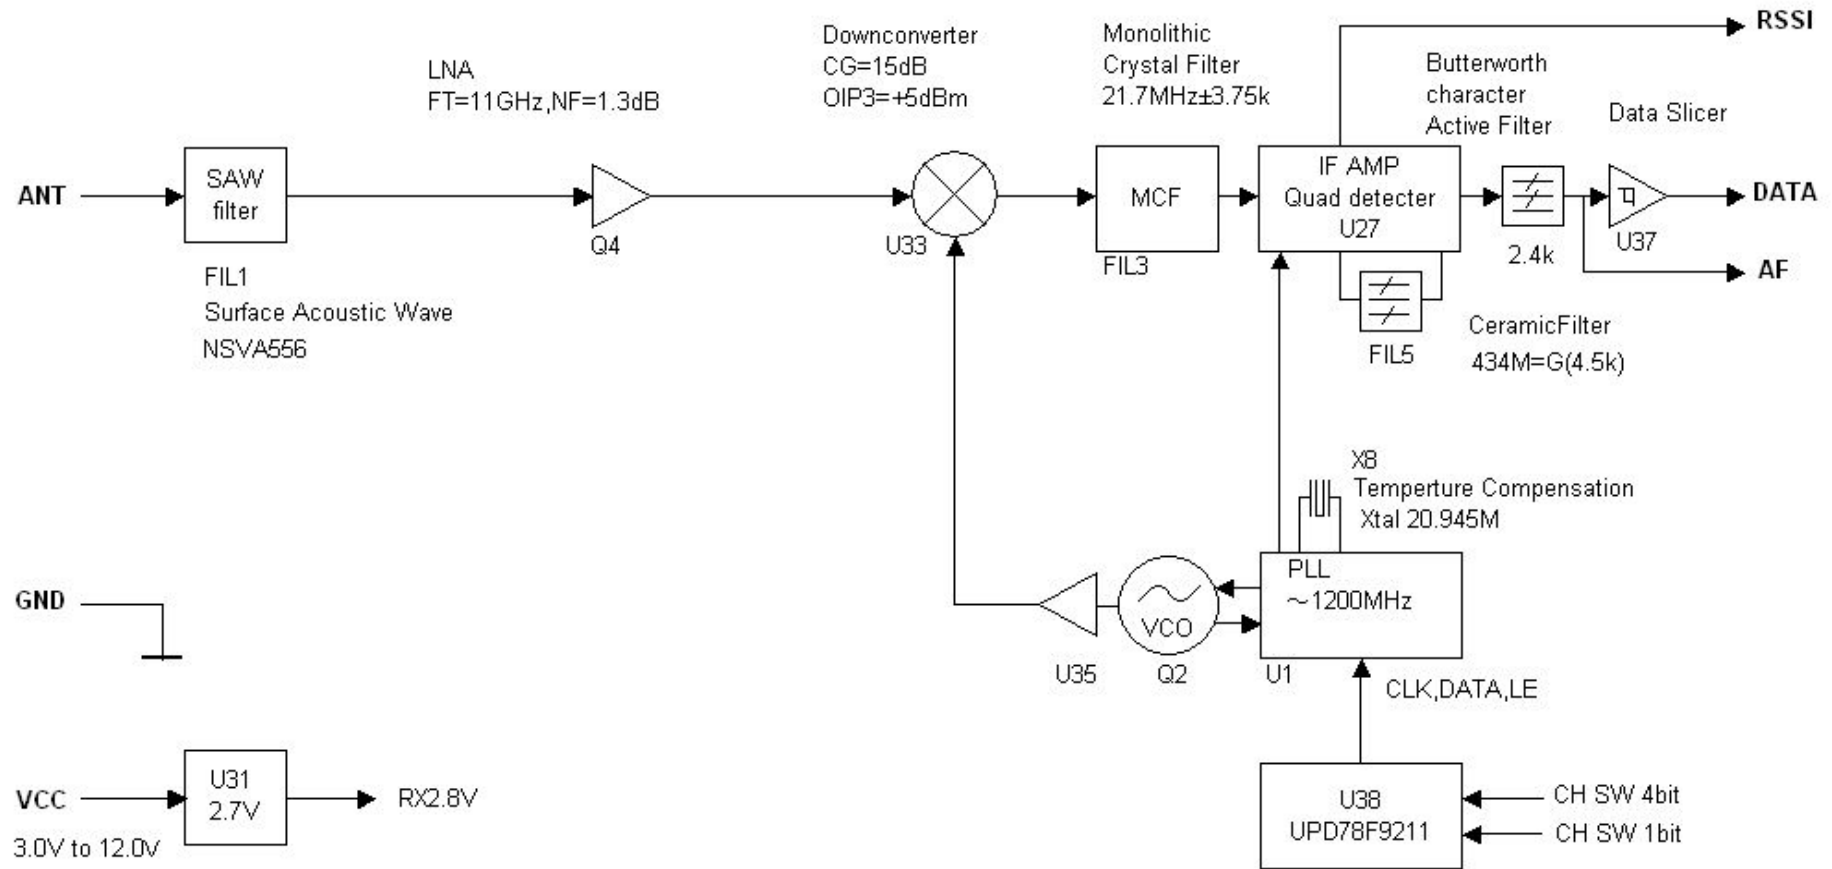 RSSI
Downconverter
CG=15dB
OIP3=+5dBm
Monolithic
Crystal Filter
21.7MHz±3.75k
LNA
FT=11GHz,NF=1.3dB
Butterworth
character
Active Filter
Data Slicer
ANT
SAW
filter
Q4
U33
MCF
FIL3
IF AMP
Quad detecter
U27
2.4k
U37
DATA
AF
FIL1
Surface Acoustic Wave
NSVA556
FIL5
CeramicFilter
434M=G(4.5k)
X8
Temperture Compensation
Xtal 20.945M
GND
PLL
～1200MHz
VCO
U35
Q2
U1
CLK,DATA,LE
VCC
3.0V to 12.0V
U31
2.7V
RX2.8V
U38
UPD78F9211
CH SW 4bit
CH SW 1bit